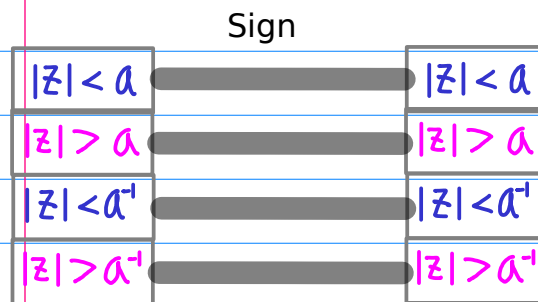 Sign
|z| < a |z| < a
|z| > a |z| > a
|z| < a⁻¹ |z| < a⁻¹
|z| > a⁻¹ |z| > a⁻¹